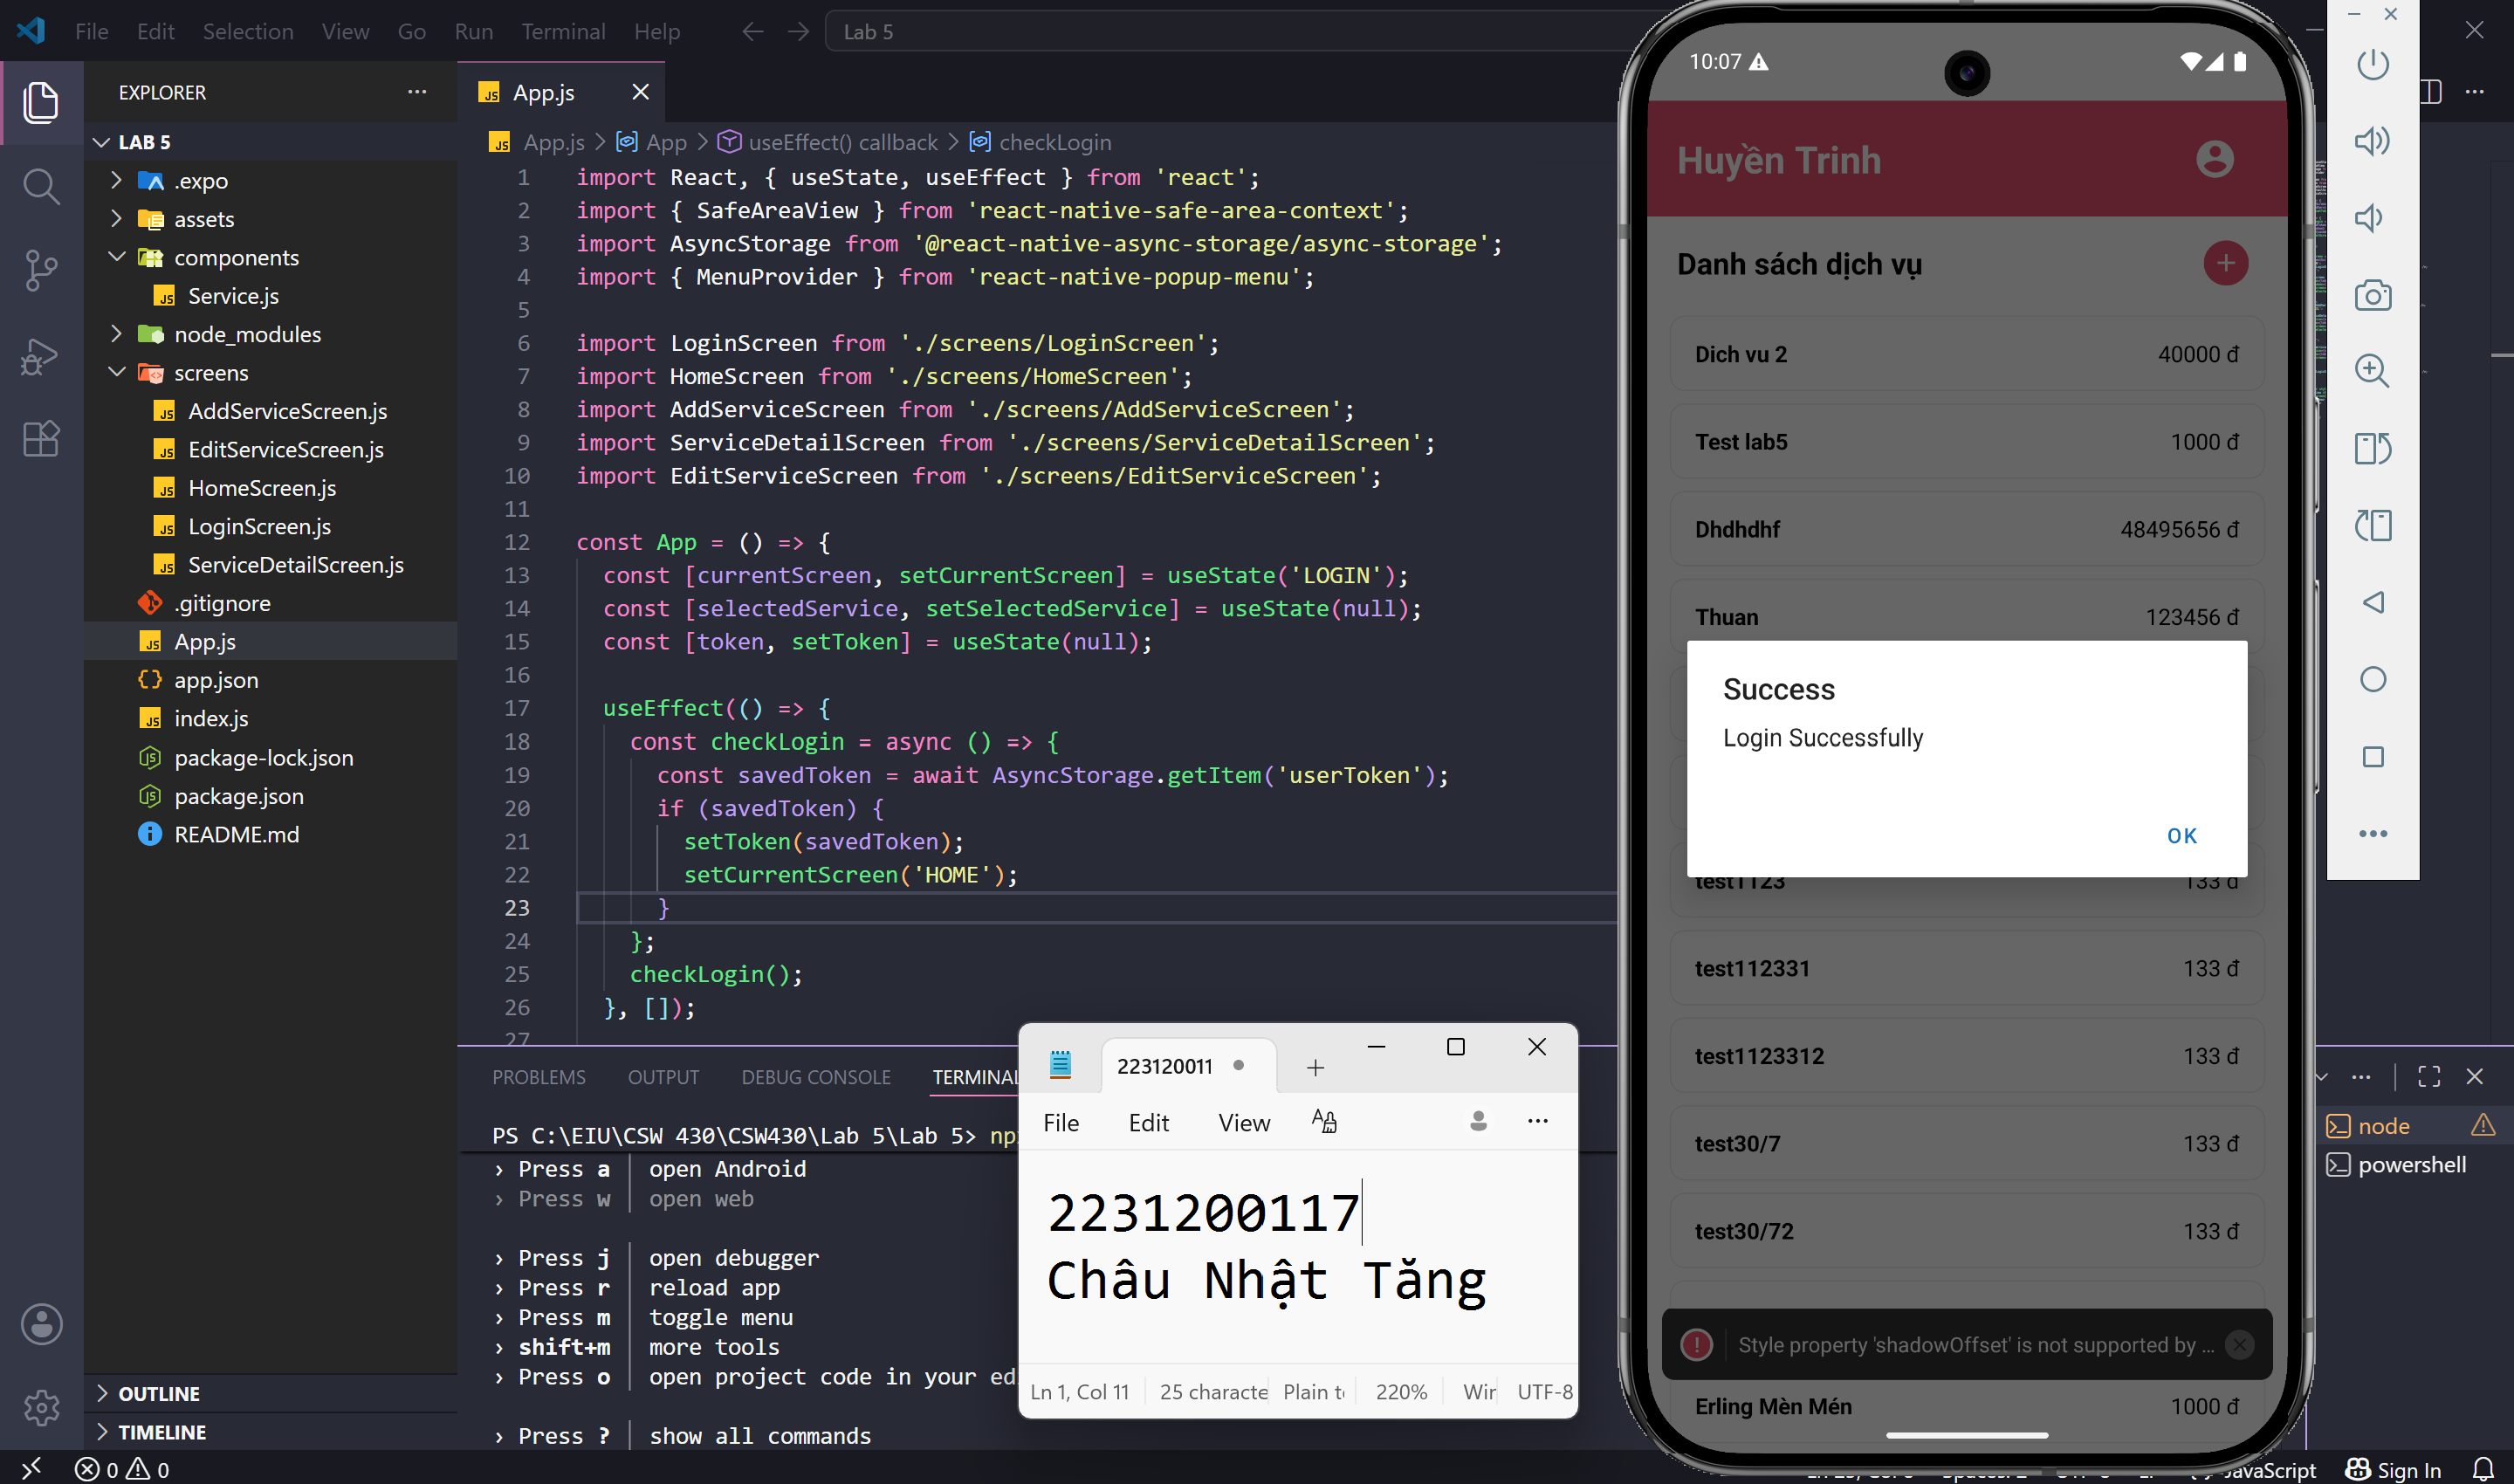 File Edit Selection View Go Run Terminal Help
Lab 5
EXPLORER
LAB 5
.expo
assets
components
Service.js
node_modules
screens
AddServiceScreen.js
EditServiceScreen.js
HomeScreen.js
LoginScreen.js
ServiceDetailScreen.js
.gitignore
App.js
app.json
index.js
package-lock.json
package.json
README.md
OUTLINE
TIMELINE
0 0
App.js
App.js > App > useEffect() callback > checkLogin
1 import React, { useState, useEffect } from 'react';
2 import { SafeAreaView } from 'react-native-safe-area-context';
3 import AsyncStorage from '@react-native-async-storage/async-storage';
4 import { MenuProvider } from 'react-native-popup-menu';
5
6 import LoginScreen from './screens/LoginScreen';
7 import HomeScreen from './screens/HomeScreen';
8 import AddServiceScreen from './screens/AddServiceScreen';
9 import ServiceDetailScreen from './screens/ServiceDetailScreen';
10 import EditServiceScreen from './screens/EditServiceScreen';
11
12 const App = () => {
13 const [currentScreen, setCurrentScreen] = useState('LOGIN');
14 const [selectedService, setSelectedService] = useState(null);
15 const [token, setToken] = useState(null);
16
17 useEffect(() => {
18 const checkLogin = async () => {
19 const savedToken = await AsyncStorage.getItem('userToken');
20 if (savedToken) {
21 setToken(savedToken);
22 setCurrentScreen('HOME');
23 }
24 };
25 checkLogin();
26 }, []);
27
PROBLEMS OUTPUT DEBUG CONSOLE TERMINAL
PS C:\EIU\CSW 430\CSW430\Lab 5\Lab 5>
› Press a │ open Android
› Press w │ open web
› Press j │ open debugger
› Press r │ reload app
› Press m │ toggle menu
› shift+m │ more tools
› Press o │ open project code in your
› Press ? │ show all commands
223120011
File Edit View
2231200117
Châu Nhật Tăng
Ln 1, Col 11 25 Plain 220% UTF-8
10:07
Huyền Trinh
Danh sách dịch vụ
Dich vu 2 40000 đ
Test lab5 1000 đ
Dhdhdhf 48495656 đ
Thuan 123456 đ
Success
Login Successfully
OK
test1123 133 đ
test112331 133 đ
test1123312 133 đ
test30/7 133 đ
test30/72 133 đ
Style property 'shadowOffset' is not supported by ...
Erling Mèn Mén 1000 đ
node
powershell
JavaScript Sign In